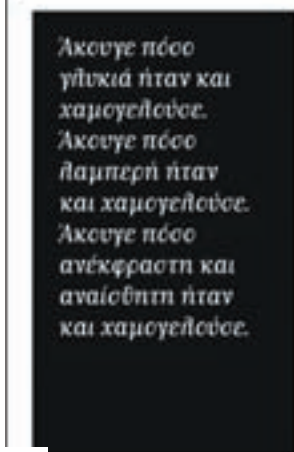 Άκουγε πόσο
γλυκιά ήταν και
χαμογελούσε.
Άκουγε πόσο
λαμπερή ήταν
και χαμογελούσε.
Άκουγε πόσο
ανέκφραστη και
αναίσθητη ήταν
και χαμογελούσε.